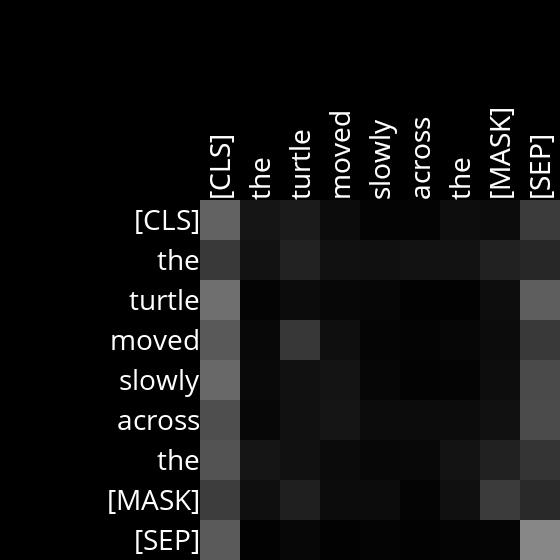 [CLS] the turtle moved slowly across the [MASK] [SEP]
[CLS]
the
turtle
moved
slowly
across
the
[MASK]
[SEP]